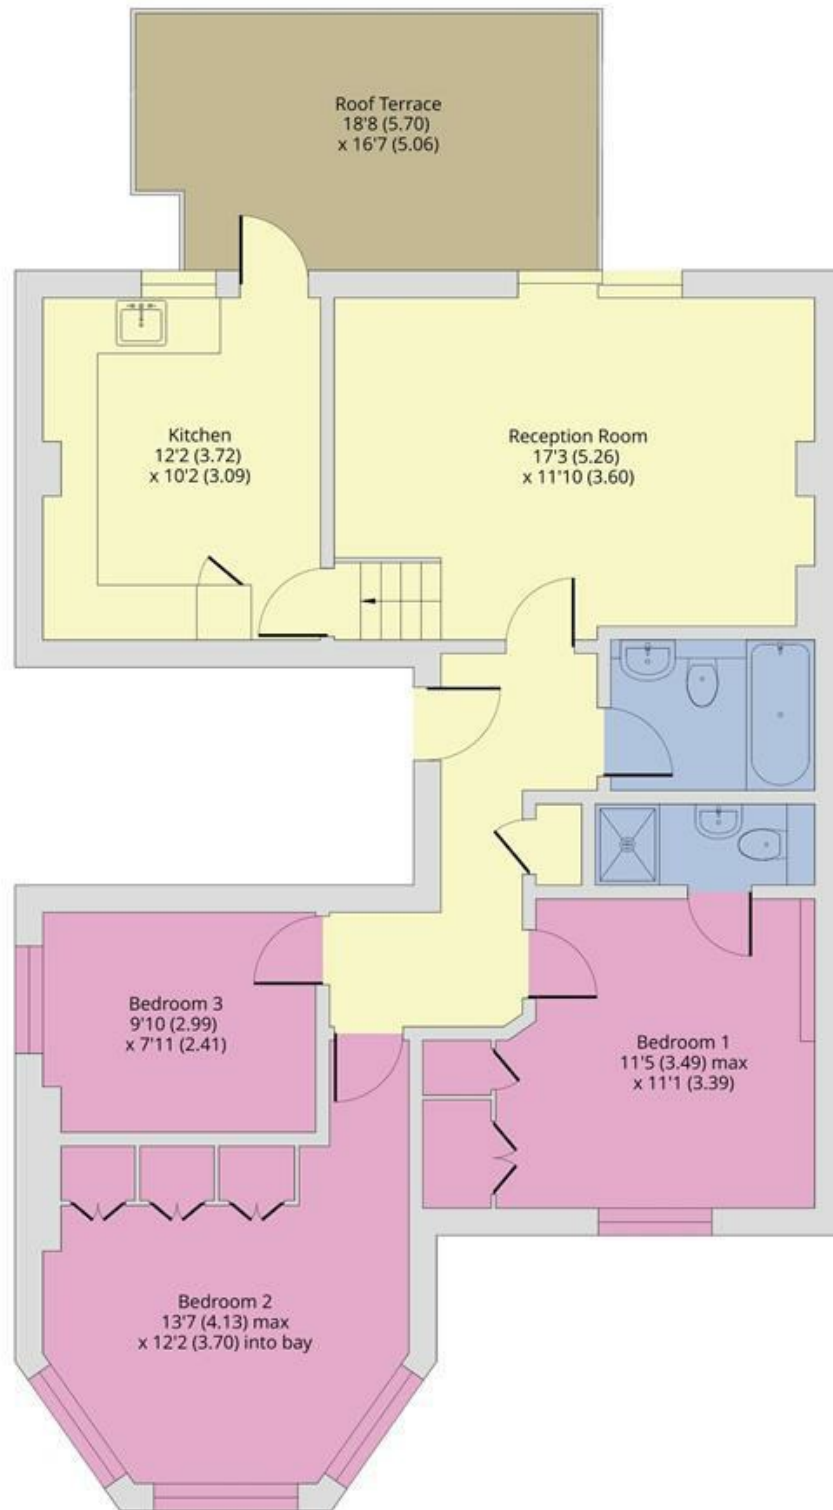 Roof Terrace
18'8 (5.70)
x 16'7 (5.06)
Kitchen
12'2 (3.72)
x 10'2 (3.09)
Reception Room
17'3 (5.26)
x 11'10 (3.60)
Bedroom 3
9'10 (2.99)
x 7'11 (2.41)
Bedroom 1
11'5 (3.49) max
x 11'1 (3.39)
Bedroom 2
13'7 (4.13) max
x 12'2 (3.70) into bay